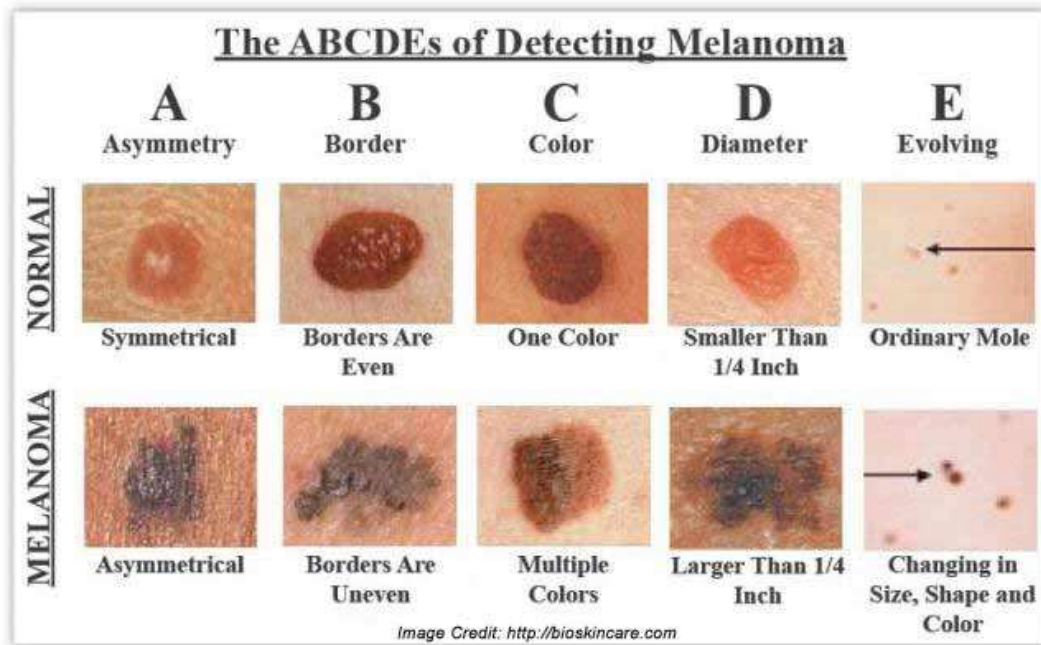 The ABCDEs of Detecting Melanoma
A B C D E
Asymmetry Border Color Diameter Evolving
NORMAL
Symmetrical Borders Are Even One Color Smaller Than 1/4 Inch Ordinary Mole
MELANOMA
Asymmetrical Borders Are Uneven Multiple Colors Larger Than 1/4 Inch Changing in Size, Shape and Color
Image Credit: http://bioskincare.com